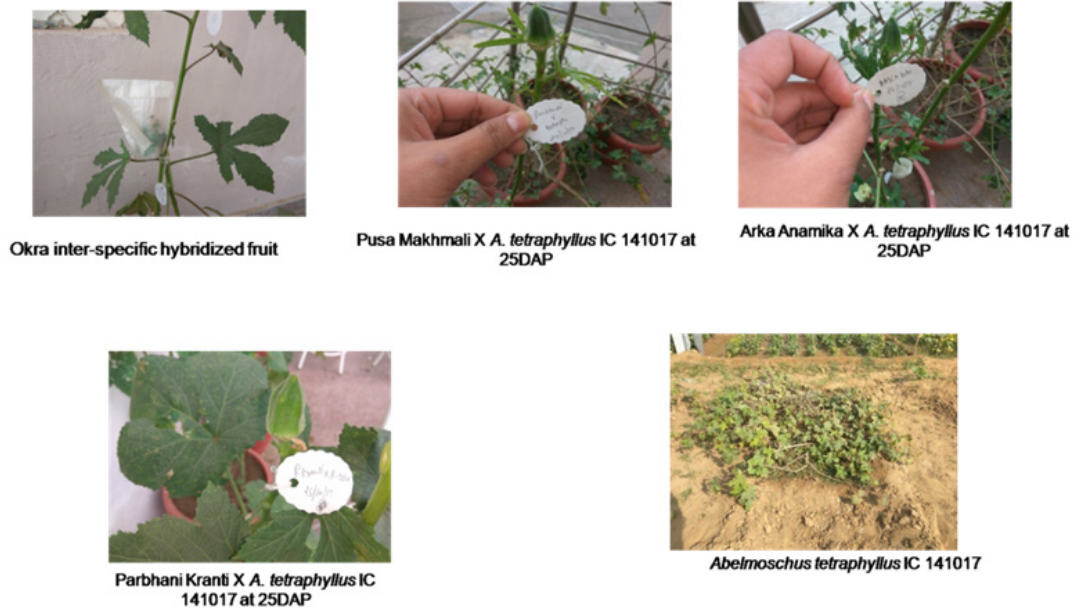 Okra inter-specific hybridized fruit
Pusa Makhmali X A. tetraphyllus IC 141017 at
25DAP
Arka Anamika X A. tetraphyllus IC 141017 at
25DAP
Parbhani Kranti X A. tetraphyllus IC
141017 at 25DAP
Abelmoschus tetraphyllus IC 141017